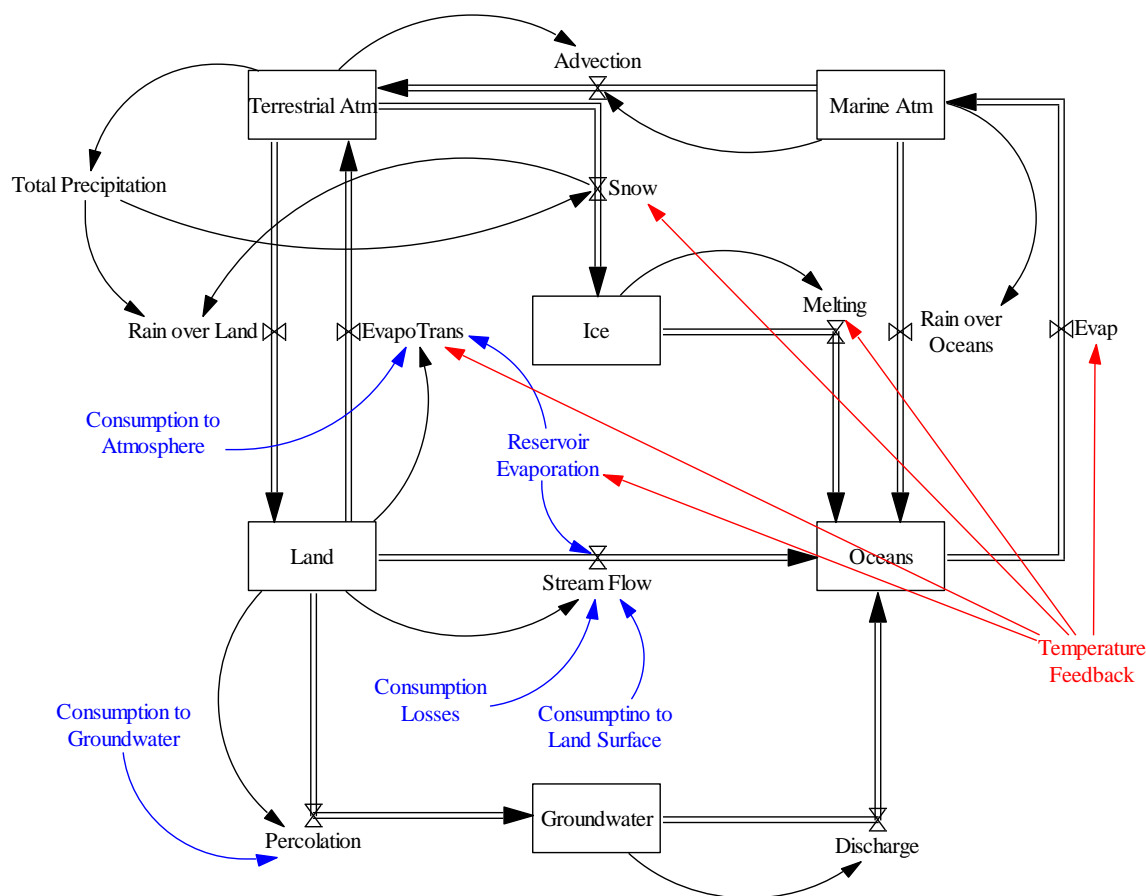 Advection
Terrestrial Atm
Marine Atm
Total Precipitation
Snow
Rain over Land
EvapoTrans
Ice
Melting
Rain over
Oceans
Evap
Consumption to
Atmosphere
Reservoir
Evaporation
Land
Stream Flow
Oceans
Temperature
Feedback
Consumption
Losses
Consumptino to
Land Surface
Consumption to
Groundwater
Percolation
Groundwater
Discharge